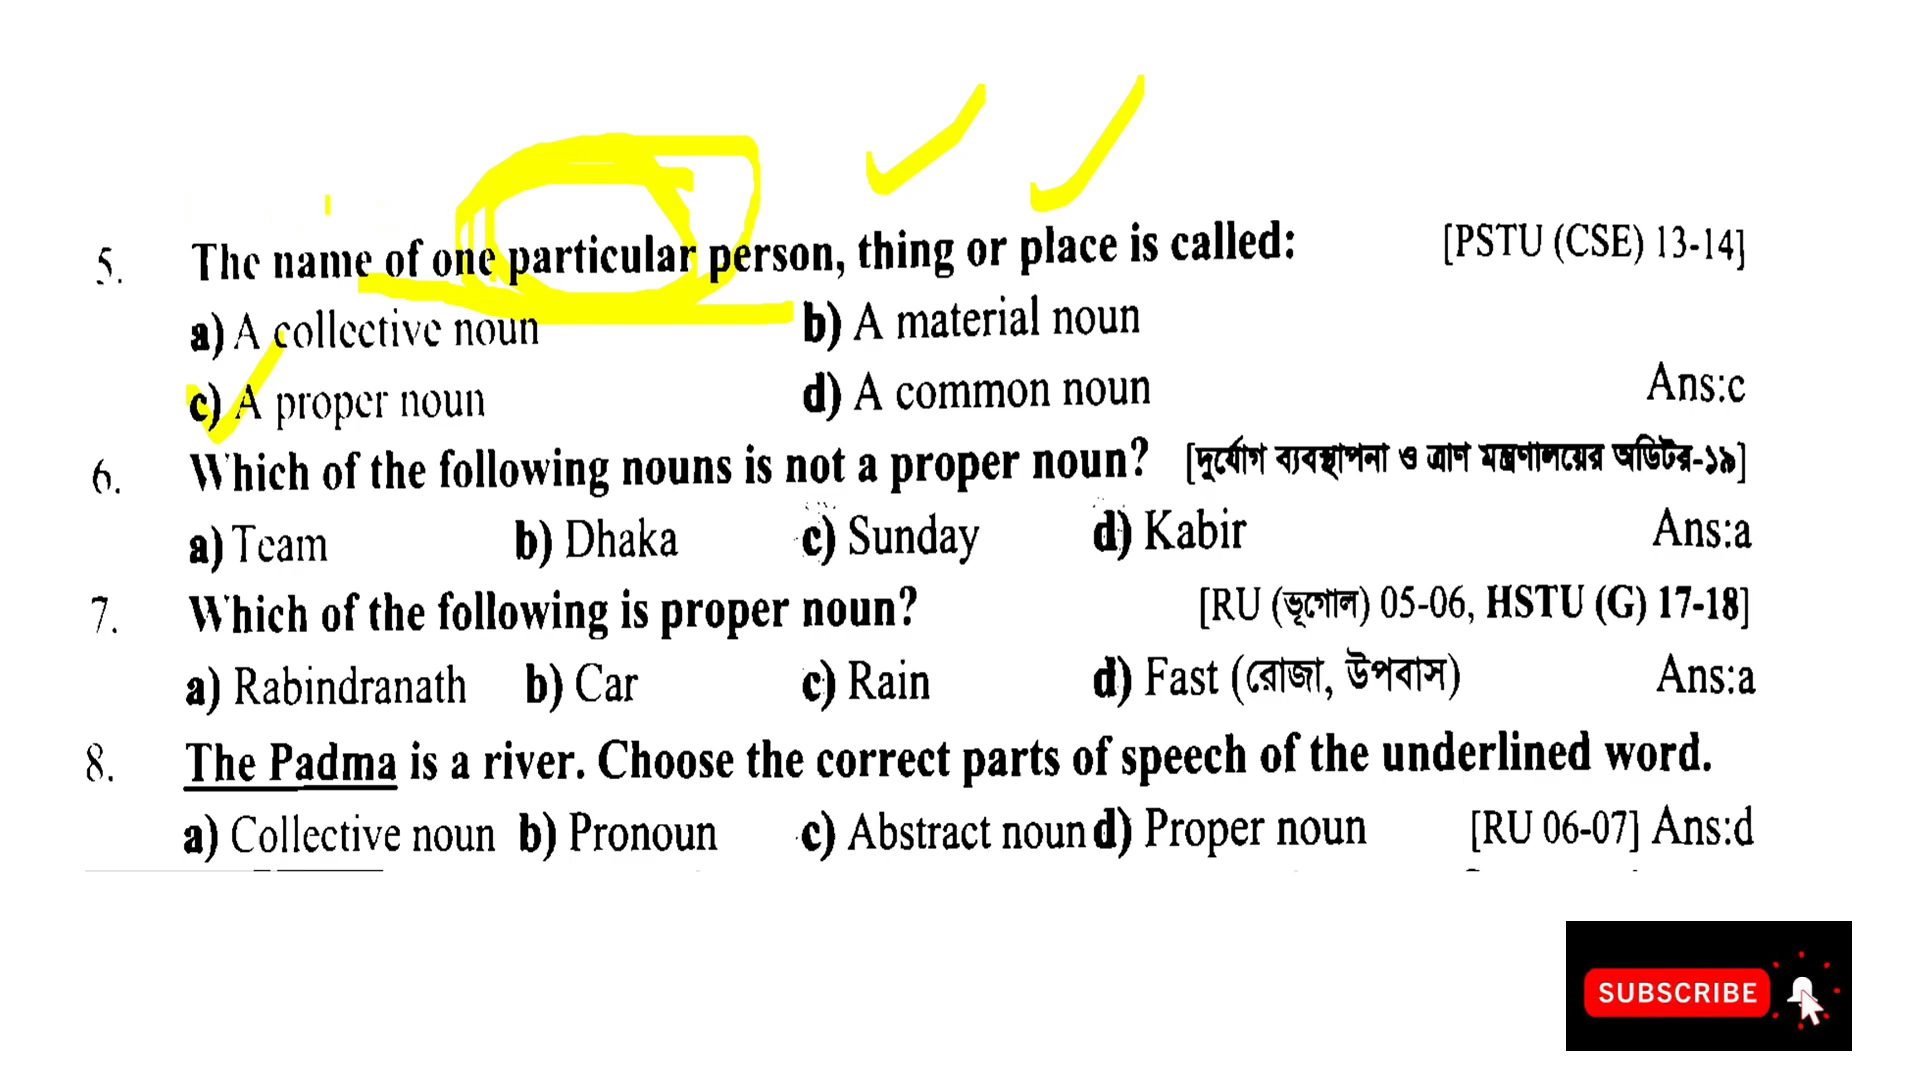 5. The name of one particular person, thing or place is called: [PSTU (CSE) 13-14]
a) A collective noun b) A material noun
c) A proper noun d) A common noun Ans:c
6. Which of the following nouns is not a proper noun? [দুর্যোগ ব্যবস্থাপনা ও ত্রাণ মন্ত্রণালয়ের অডিটর-১৯]
a) Team b) Dhaka c) Sunday d) Kabir Ans:a
7. Which of the following is proper noun? [RU (ভূগোল) 05-06, HSTU (G) 17-18]
a) Rabindranath b) Car c) Rain d) Fast (রোজা, উপবাস) Ans:a
8. The Padma is a river. Choose the correct parts of speech of the underlined word.
a) Collective noun b) Pronoun c) Abstract noun d) Proper noun [RU 06-07] Ans:d
SUBSCRIBE